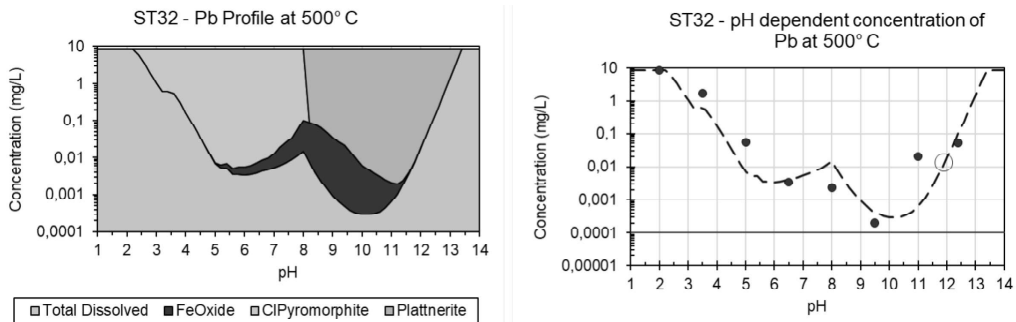 ST32 - Pb Profile at 500° C
Concentration (mg/L)
10
1
0,1
0,01
0,001
0,0001
1 2 3 4 5 6 7 8 9 10 11 12 13 14
pH
Total Dissolved FeOxide ClPyromorphite Plattnerite
ST32 - pH dependent concentration of
Pb at 500° C
Concentration (mg/L)
10
1
0,1
0,01
0,001
0,0001
0,00001
1 2 3 4 5 6 7 8 9 10 11 12 13 14
pH